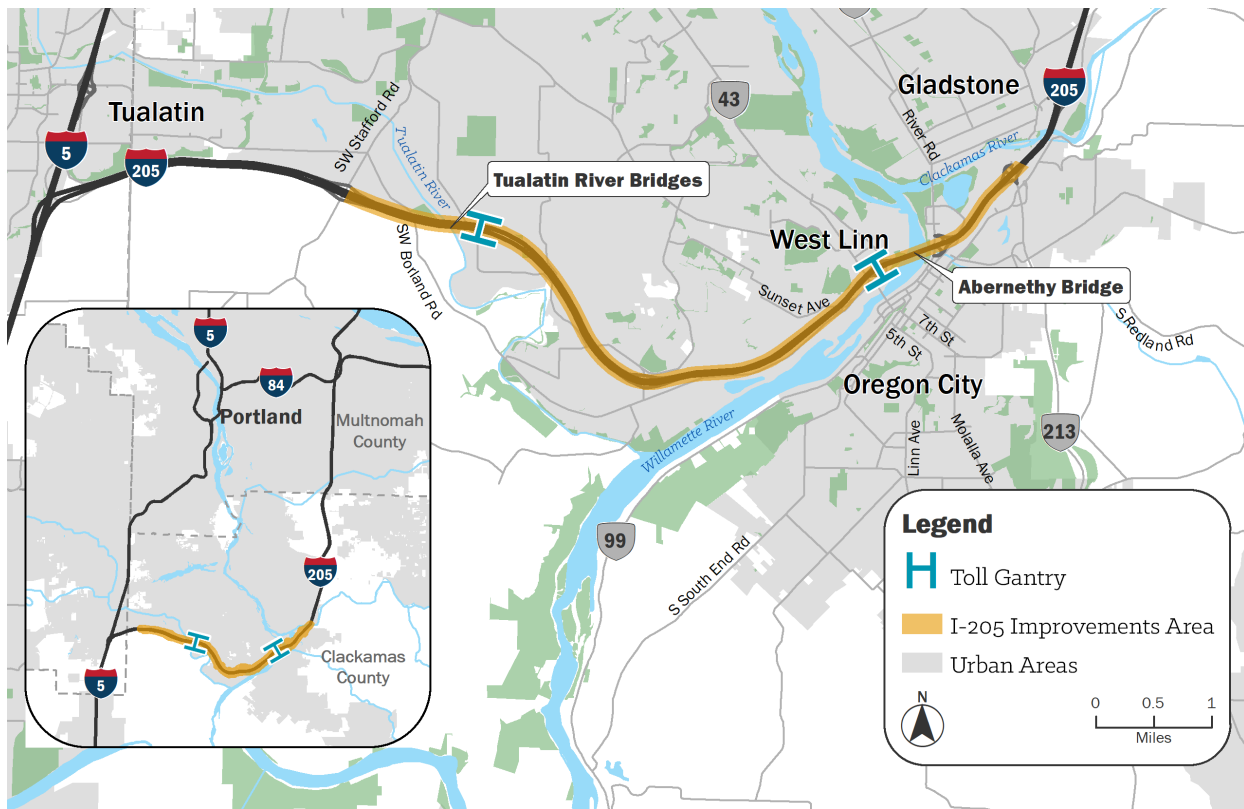 Gladstone
43
205
Tualatin
SW Stafford Rd
River Rd
5
Tualatin River
Clackamas River
205
Tualatin River Bridges
West Linn
SW Borland Rd
Abernethy Bridge
Sunset Ave
7th St
S Redland Rd
5th St
Oregon City
Willamette River
Linn Ave
Molalla Ave
213
99
S South End Rd
5
84
Portland
Multnomah
County
205
Clackamas
County
5
Legend
Toll Gantry
I-205 Improvements Area
Urban Areas
N
0 0.5 1
Miles